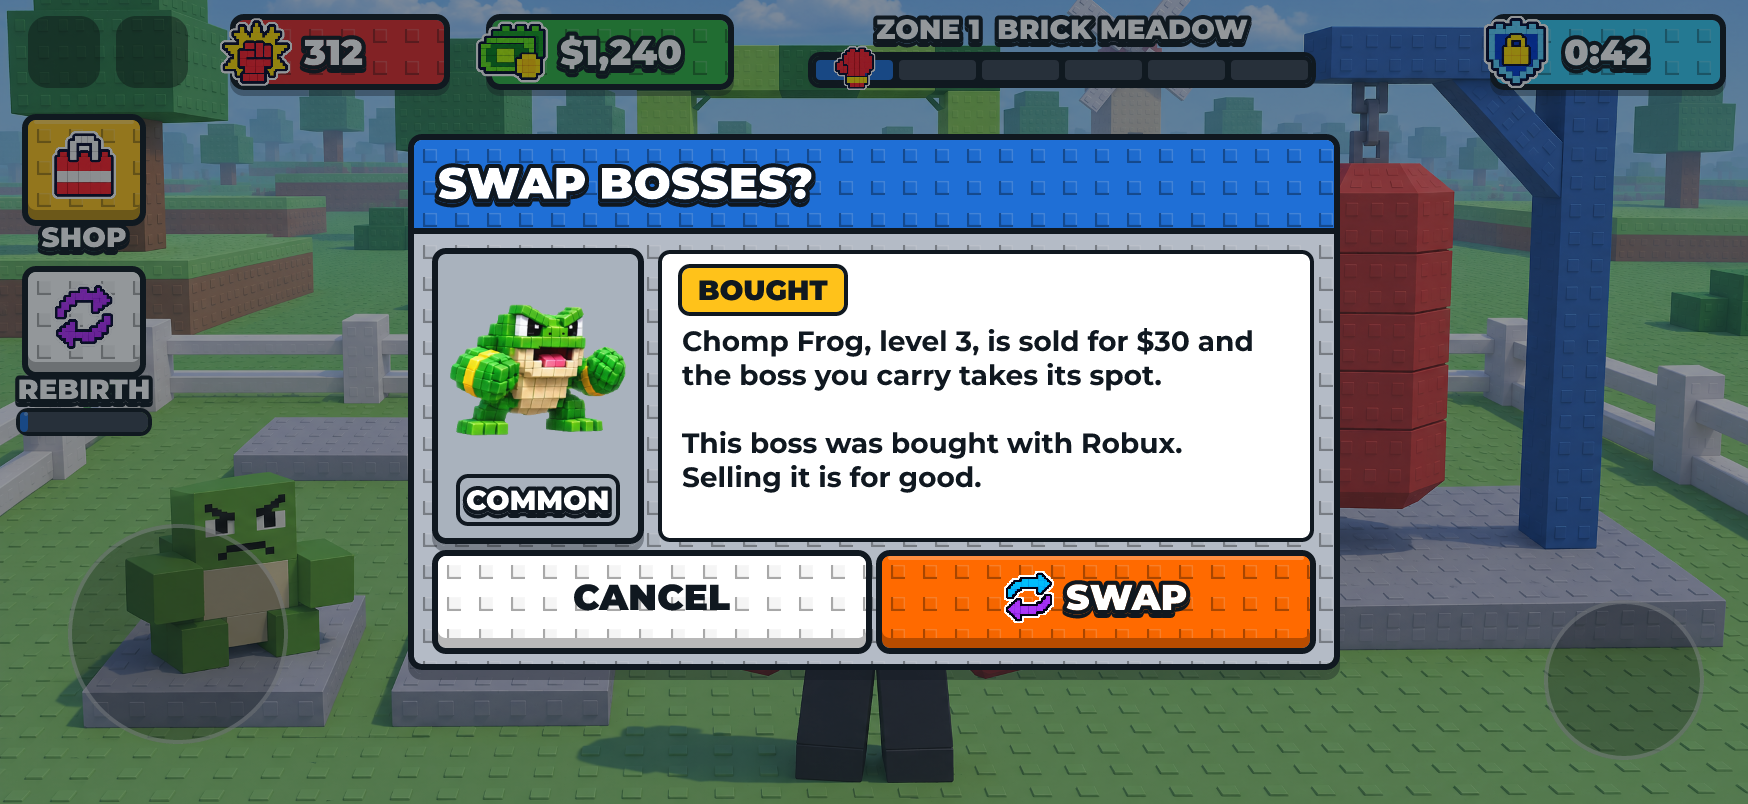 312
$1,240
ZONE 1 BRICK MEADOW
0:42
SHOP
REBIRTH
SWAP BOSSES?
COMMON
BOUGHT
Chomp Frog, level 3, is sold for $30 and
the boss you carry takes its spot.
This boss was bought with Robux.
Selling it is for good.
CANCEL
SWAP